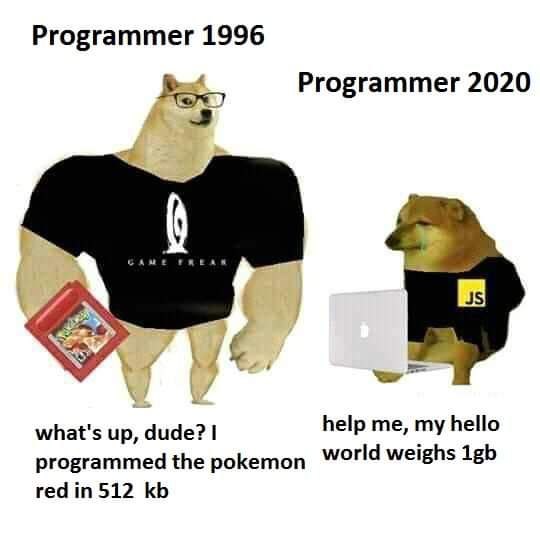 Programmer 1996
Programmer 2020
GAME FREAK
JS
POKéMON
what's up, dude? I
programmed the pokemon
red in 512 kb
help me, my hello
world weighs 1gb